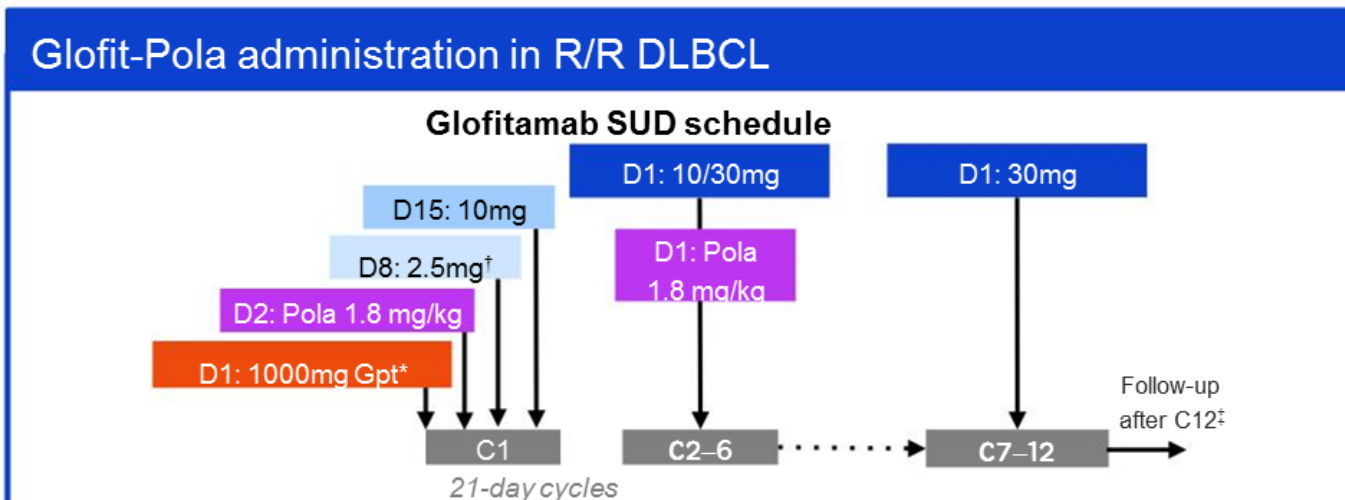 Glofit-Pola administration in R/R DLBCL
Glofitamab SUD schedule
D1: 10/30mg
D1: 30mg
D15: 10mg
D8: 2.5mg†
D1: Pola
1.8 mg/kg
D2: Pola 1.8 mg/kg
D1: 1000mg Gpt*
Follow-up
after C12‡
C1
C2–6
C7–12
21-day cycles